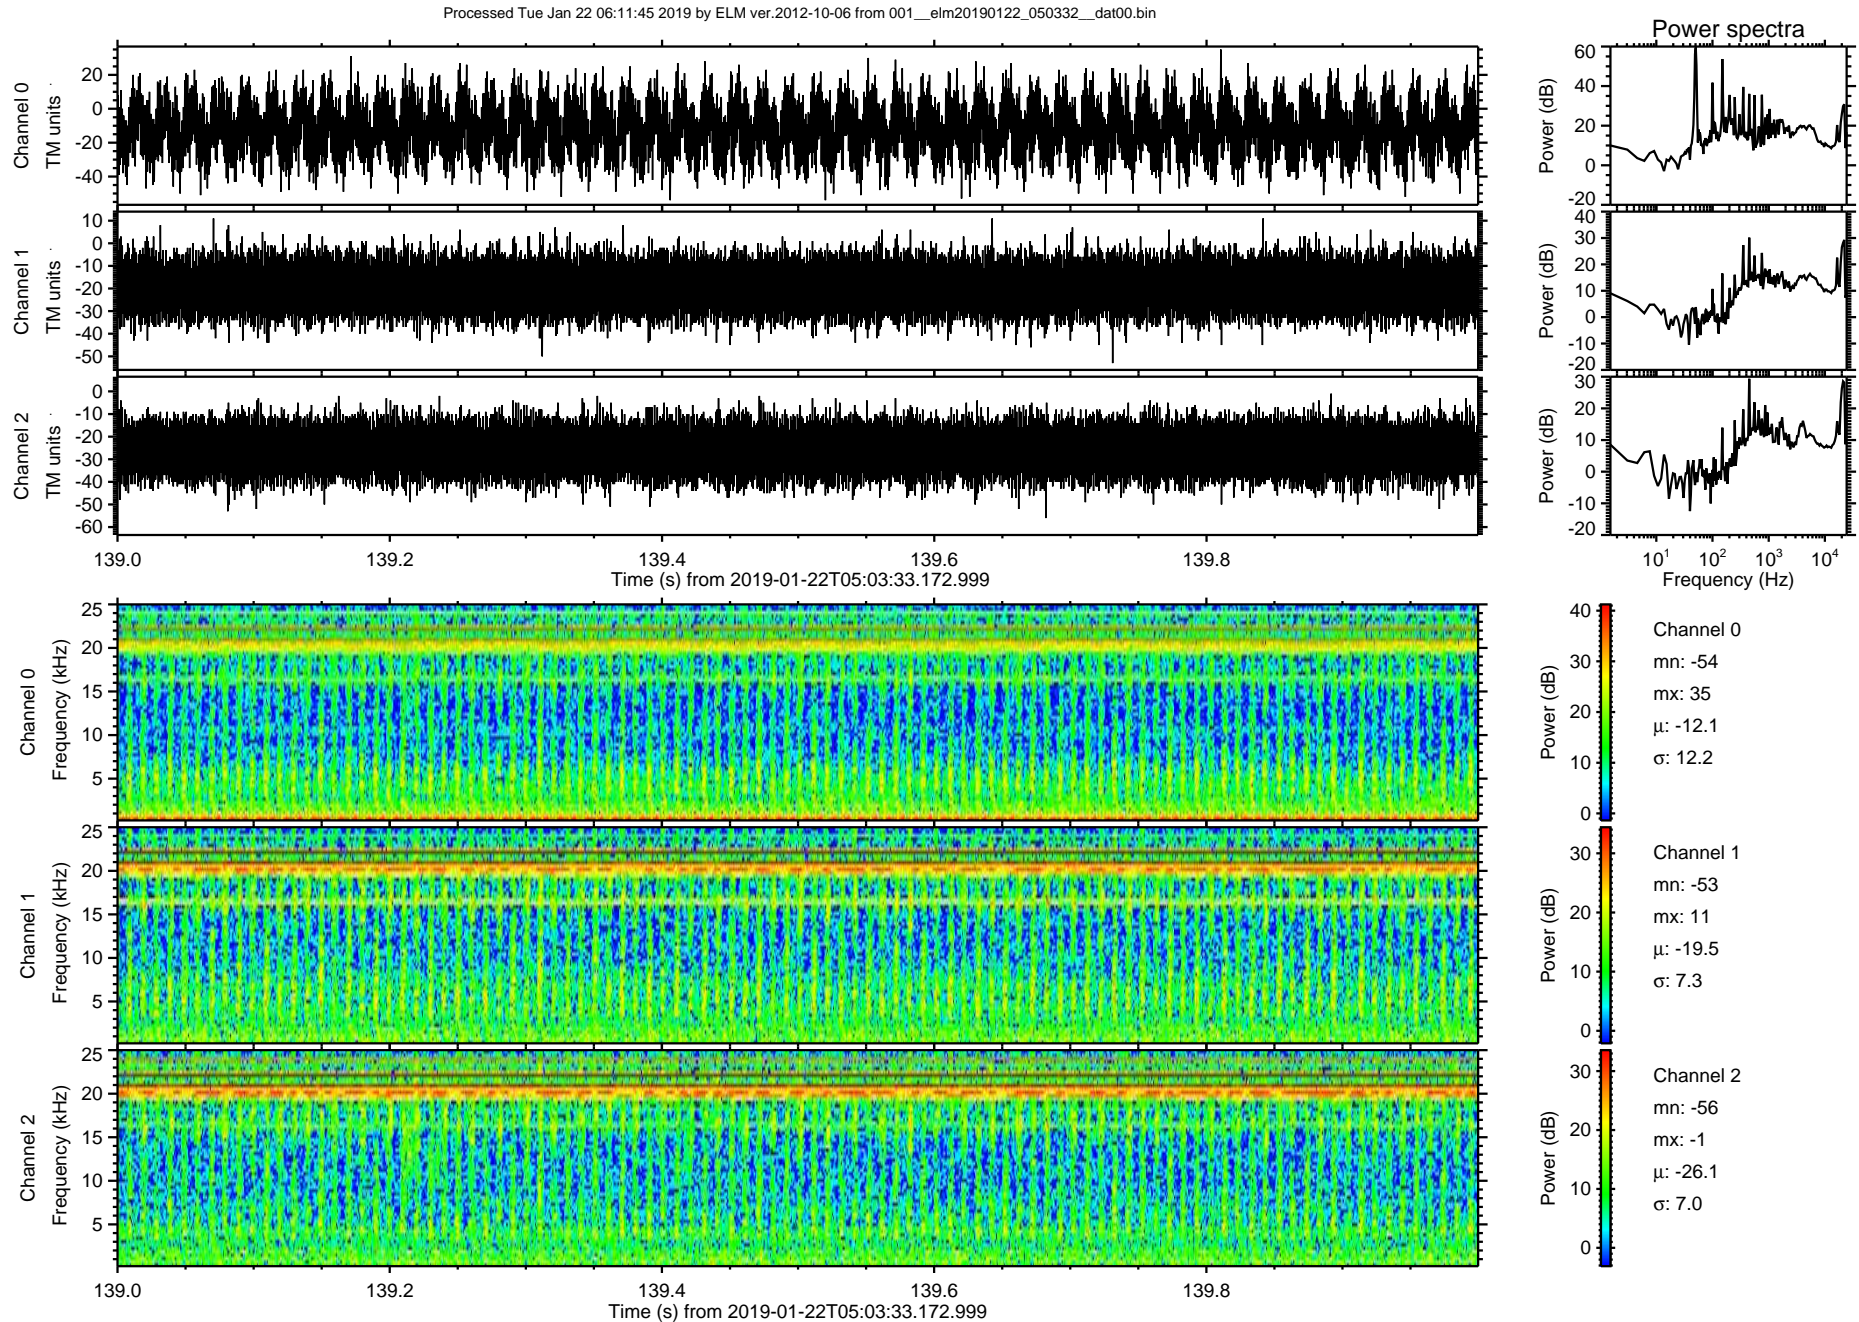 Processed Tue Jan 22 06:11:45 2019 by ELM ver.2012-10-06 from 001__elm20190122_050332__dat00.bin
Power spectra
Channel 0
TM units
20
0
-20
-40
Power (dB)
60
40
20
0
-20
Channel 1
TM units
10
0
-10
-20
-30
-40
-50
Power (dB)
40
30
20
10
0
-10
-20
Channel 2
TM units
0
-10
-20
-30
-40
-50
-60
Power (dB)
30
20
10
0
-10
-20
139.0 139.2 139.4 139.6 139.8
Time (s) from 2019-01-22T05:03:33.172.999
10^1 10^2 10^3 10^4
Frequency (Hz)
Channel 0
Frequency (kHz)
25
20
15
10
5
Power (dB)
40
30
20
10
0
Channel 0
mn: -54
mx: 35
μ: -12.1
σ: 12.2
Channel 1
Frequency (kHz)
25
20
15
10
5
Power (dB)
30
20
10
0
Channel 1
mn: -53
mx: 11
μ: -19.5
σ: 7.3
Channel 2
Frequency (kHz)
25
20
15
10
5
Power (dB)
30
20
10
0
Channel 2
mn: -56
mx: -1
μ: -26.1
σ: 7.0
139.0 139.2 139.4 139.6 139.8
Time (s) from 2019-01-22T05:03:33.172.999